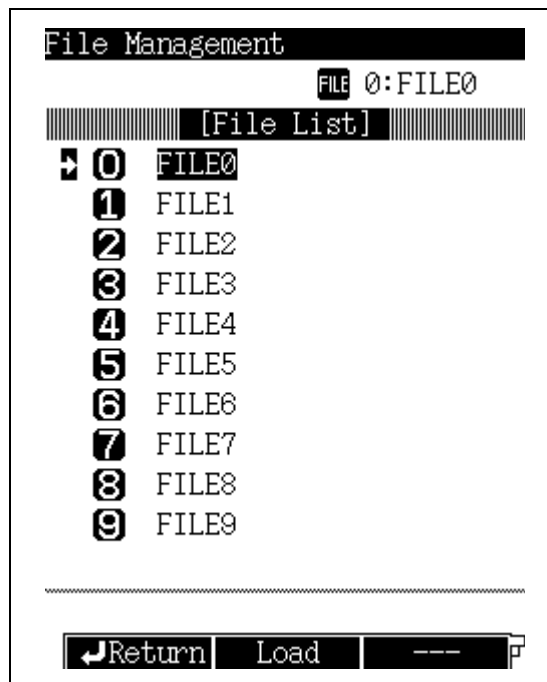 File Management
FILE 0:FILE0
[File List]
0 FILE0
1 FILE1
2 FILE2
3 FILE3
4 FILE4
5 FILE5
6 FILE6
7 FILE7
8 FILE8
9 FILE9
Return Load ---